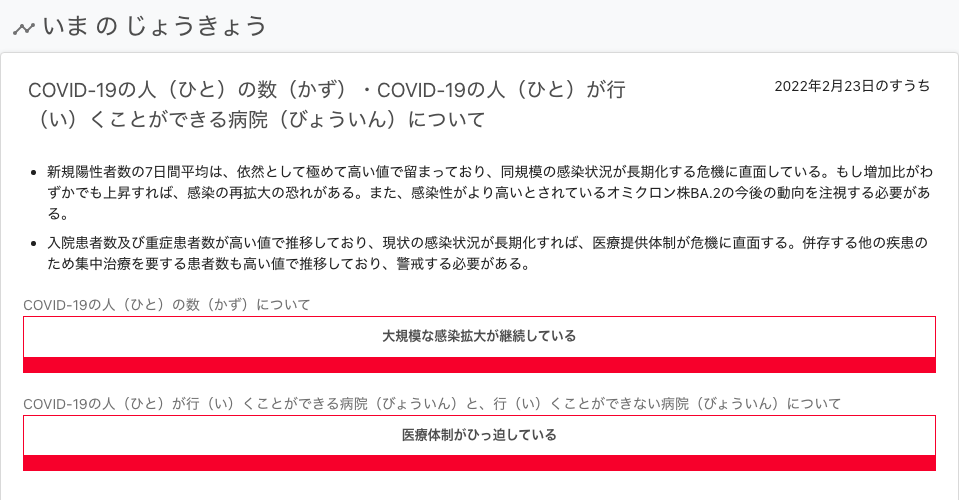 いま の じょうきょう
COVID-19の人（ひと）の数（かず）・COVID-19の人（ひと）が行
（い）くことができる病院（びょういん）について
2022年2月23日のすうち
• 新規陽性者数の7日間平均は、依然として極めて高い値で留まっており、同規模の感染状況が長期化する危機に直面している。もし増加比がわ
ずかでも上昇すれば、感染の再拡大の恐れがある。また、感染性がより高いとされているオミクロン株BA.2の今後の動向を注視する必要があ
る。
• 入院患者数及び重症患者数が高い値で推移しており、現状の感染状況が長期化すれば、医療提供体制が危機に直面する。併存する他の疾患の
ため集中治療を要する患者数も高い値で推移しており、警戒する必要がある。
COVID-19の人（ひと）の数（かず）について
大規模な感染拡大が継続している
COVID-19の人（ひと）が行（い）くことができる病院（びょういん）と、行（い）くことができない病院（びょういん）について
医療体制がひっ迫している